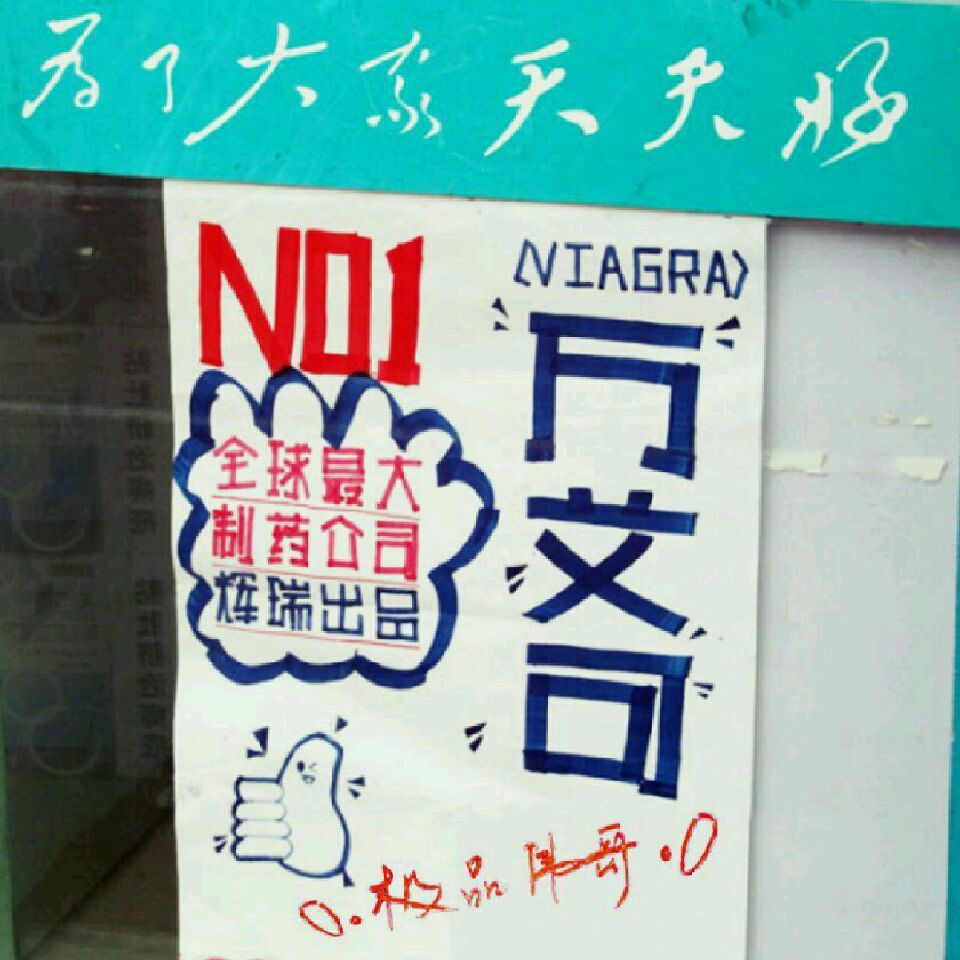 为了大家天天好
NO1
全球最大
制药公司
辉瑞出品
(VIAGRA)
万艾可
极品伟哥